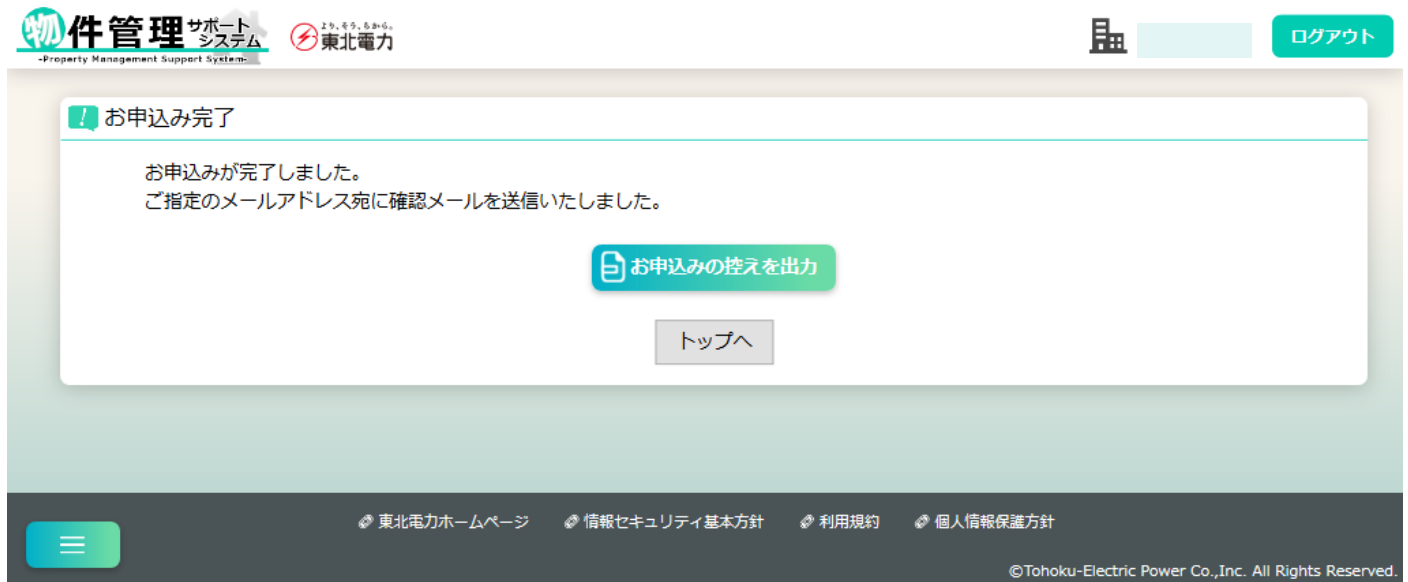 物件管理サポートシステム
-Property Management Support System-
より、そう、ちから。
東北電力
ログアウト
お申込み完了
お申込みが完了しました。
ご指定のメールアドレス宛に確認メールを送信いたしました。
お申込みの控えを出力
トップへ
東北電力ホームページ 情報セキュリティ基本方針 利用規約 個人情報保護方針
©Tohoku-Electric Power Co.,Inc. All Rights Reserved.